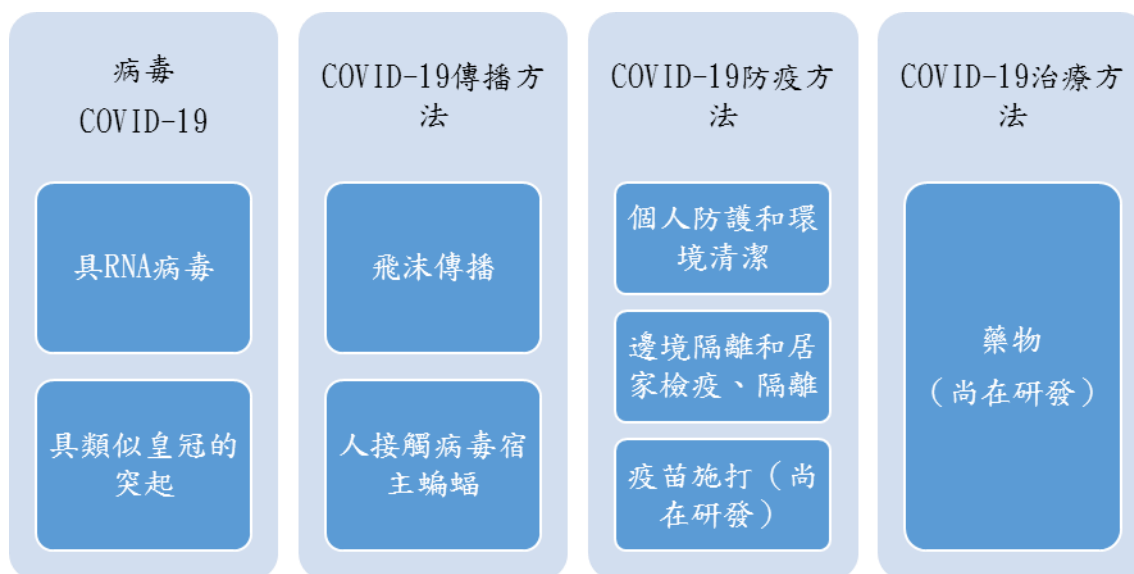 病毒
COVID-19
具RNA病毒
具類似皇冠的
突起
COVID-19傳播方
法
飛沫傳播
人接觸病毒宿
主蝙蝠
COVID-19防疫方
法
個人防護和環
境清潔
邊境隔離和居
家檢疫、隔離
疫苗施打（尚
在研發）
COVID-19治療方
法
藥物
（尚在研發）